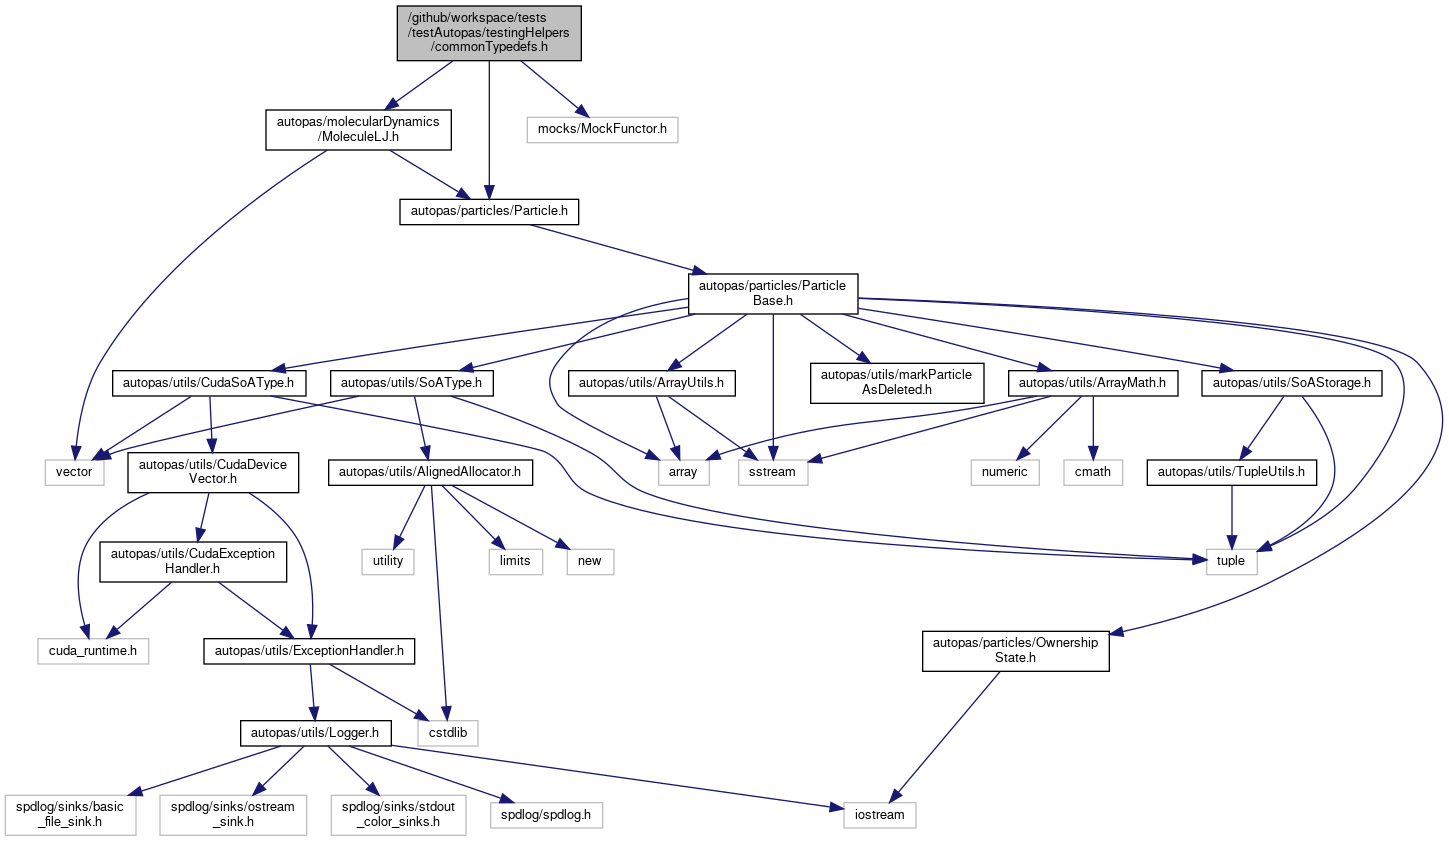 /github/workspace/tests
/testAutopas/testingHelpers
/commonTypedefs.h
autopas/molecularDynamics
/MoleculeLJ.h
mocks/MockFunctor.h
autopas/particles/Particle.h
autopas/particles/Particle
Base.h
autopas/utils/CudaSoAType.h
autopas/utils/SoAType.h
autopas/utils/ArrayUtils.h
autopas/utils/markParticle
AsDeleted.h
autopas/utils/ArrayMath.h
autopas/utils/SoAStorage.h
vector
autopas/utils/CudaDevice
Vector.h
autopas/utils/AlignedAllocator.h
array
sstream
numeric
cmath
autopas/utils/TupleUtils.h
autopas/utils/CudaException
Handler.h
utility
limits
new
tuple
cuda_runtime.h
autopas/utils/ExceptionHandler.h
autopas/particles/Ownership
State.h
autopas/utils/Logger.h
cstdlib
spdlog/sinks/basic
_file_sink.h
spdlog/sinks/ostream
_sink.h
spdlog/sinks/stdout
_color_sinks.h
spdlog/spdlog.h
iostream